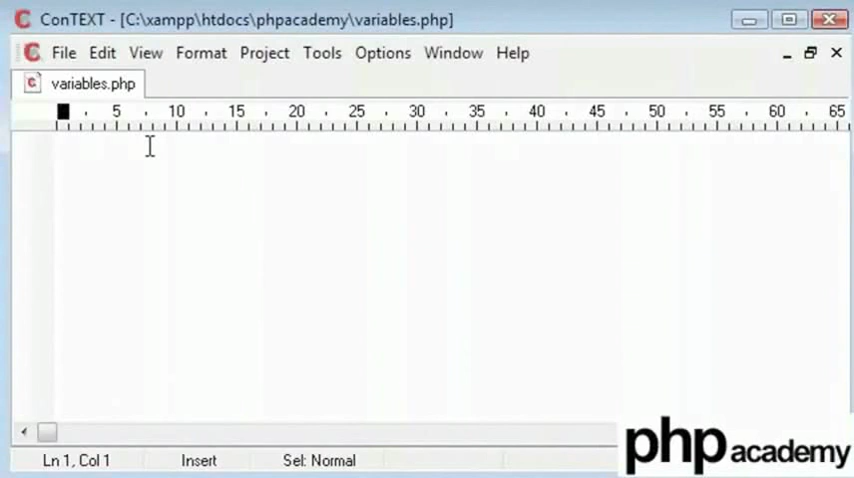 ConTEXT - [C:\xampp\htdocs\phpacademy\variables.php]
File Edit View Format Project Tools Options Window Help
variables.php
5 10 15 20 25 30 35 40 45 50 55 60 65
Ln 1, Col 1 Insert Sel: Normal
php academy